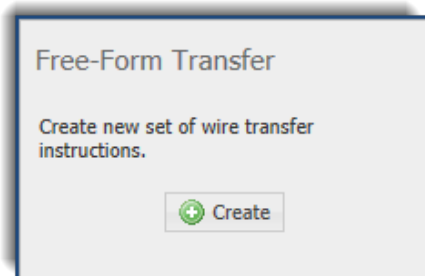 Free-Form Transfer
Create new set of wire transfer
instructions.
Create